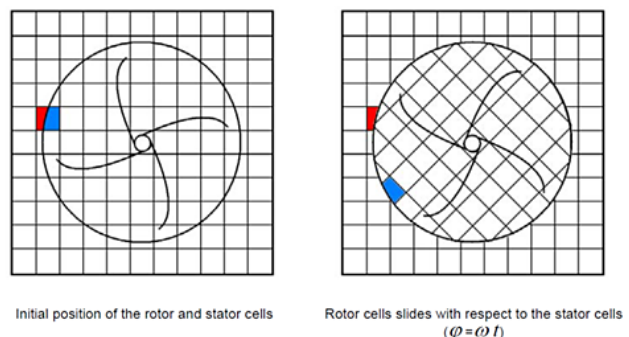 Initial position of the rotor and stator cells
Rotor cells slides with respect to the stator cells
(φ = ω t)